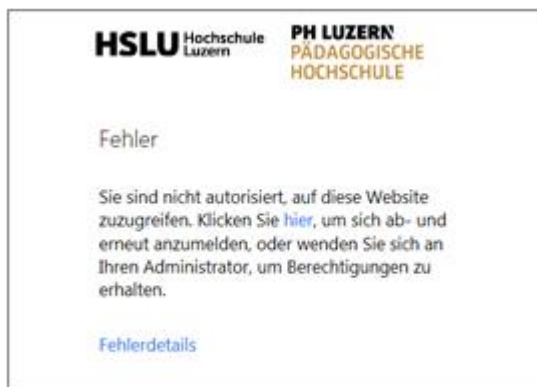 HSLU Hochschule
Luzern
PH LUZERN
PÄDAGOGISCHE
HOCHSCHULE
Fehler
Sie sind nicht autorisiert, auf diese Website
zuzugreifen. Klicken Sie hier, um sich ab- und
erneut anzumelden, oder wenden Sie sich an
Ihren Administrator, um Berechtigungen zu
erhalten.
Fehlerdetails